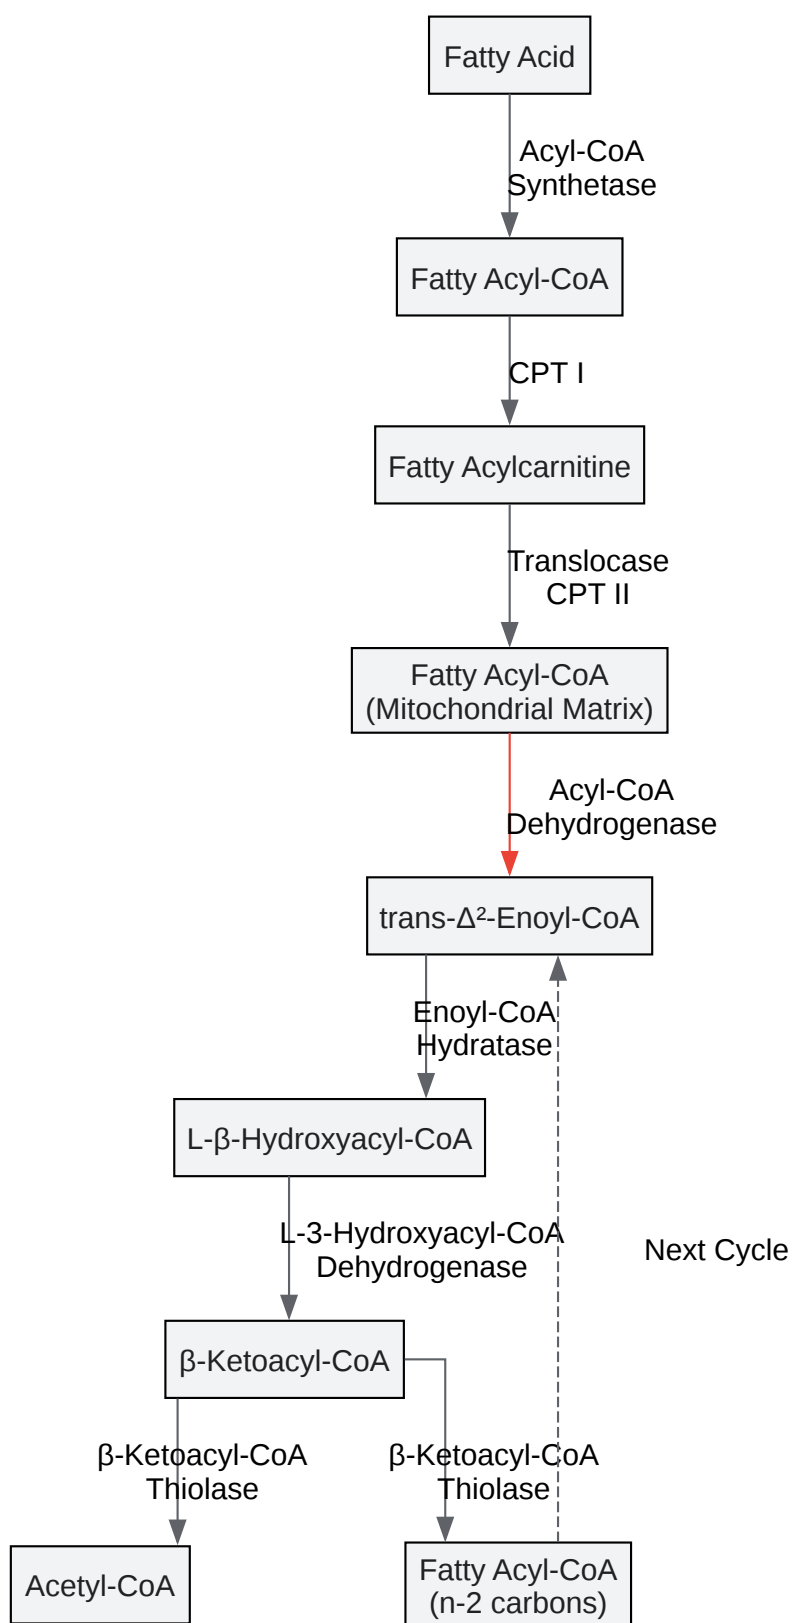 Fatty Acid
Acyl-CoA
Synthetase
Fatty Acyl-CoA
CPT I
Fatty Acylcarnitine
Translocase
CPT II
Fatty Acyl-CoA
(Mitochondrial Matrix)
Acyl-CoA
Dehydrogenase
trans-Δ²-Enoyl-CoA
Enoyl-CoA
Hydratase
L-β-Hydroxyacyl-CoA
L-3-Hydroxyacyl-CoA
Dehydrogenase
Next Cycle
β-Ketoacyl-CoA
β-Ketoacyl-CoA
Thiolase
β-Ketoacyl-CoA
Thiolase
Acetyl-CoA
Fatty Acyl-CoA
(n-2 carbons)